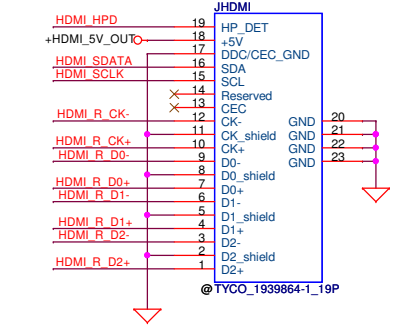 JHDMI
HDMI_HPD 19 HP_DET
+HDMI_5V_OUT 18 +5V
17 DDC/CEC_GND
HDMI_SDATA 16 SDA
HDMI_SCLK 15 SCL
14 Reserved
13 CEC
HDMI_R_CK- 12 CK- GND 20
11 CK_shield GND 21
HDMI_R_CK+ 10 CK+ GND 22
HDMI_R_D0- 9 D0- GND 23
8 D0_shield
HDMI_R_D0+ 7 D0+
HDMI_R_D1- 6 D1-
5 D1_shield
HDMI_R_D1+ 4 D1+
HDMI_R_D2- 3 D2-
2 D2_shield
HDMI_R_D2+ 1 D2+
@TYCO_1939864-1_19P